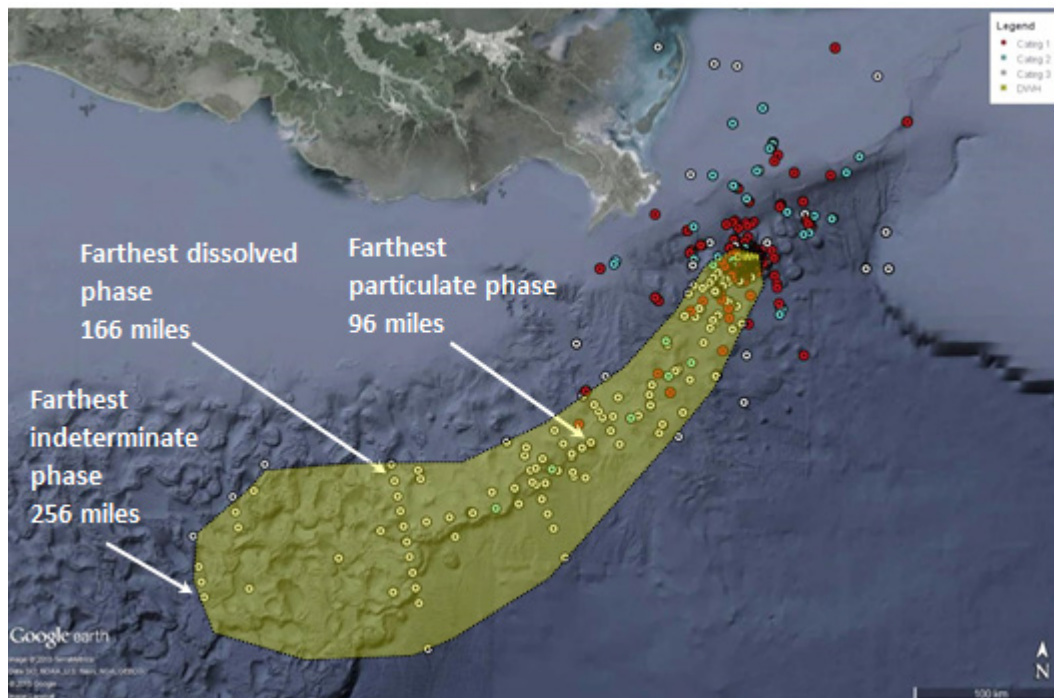 Legend
Categ 1
Categ 2
Categ 3
DWH
Farthest dissolved
phase
166 miles
Farthest
particulate phase
96 miles
Farthest
indeterminate
phase
256 miles
Google earth
N
100 km